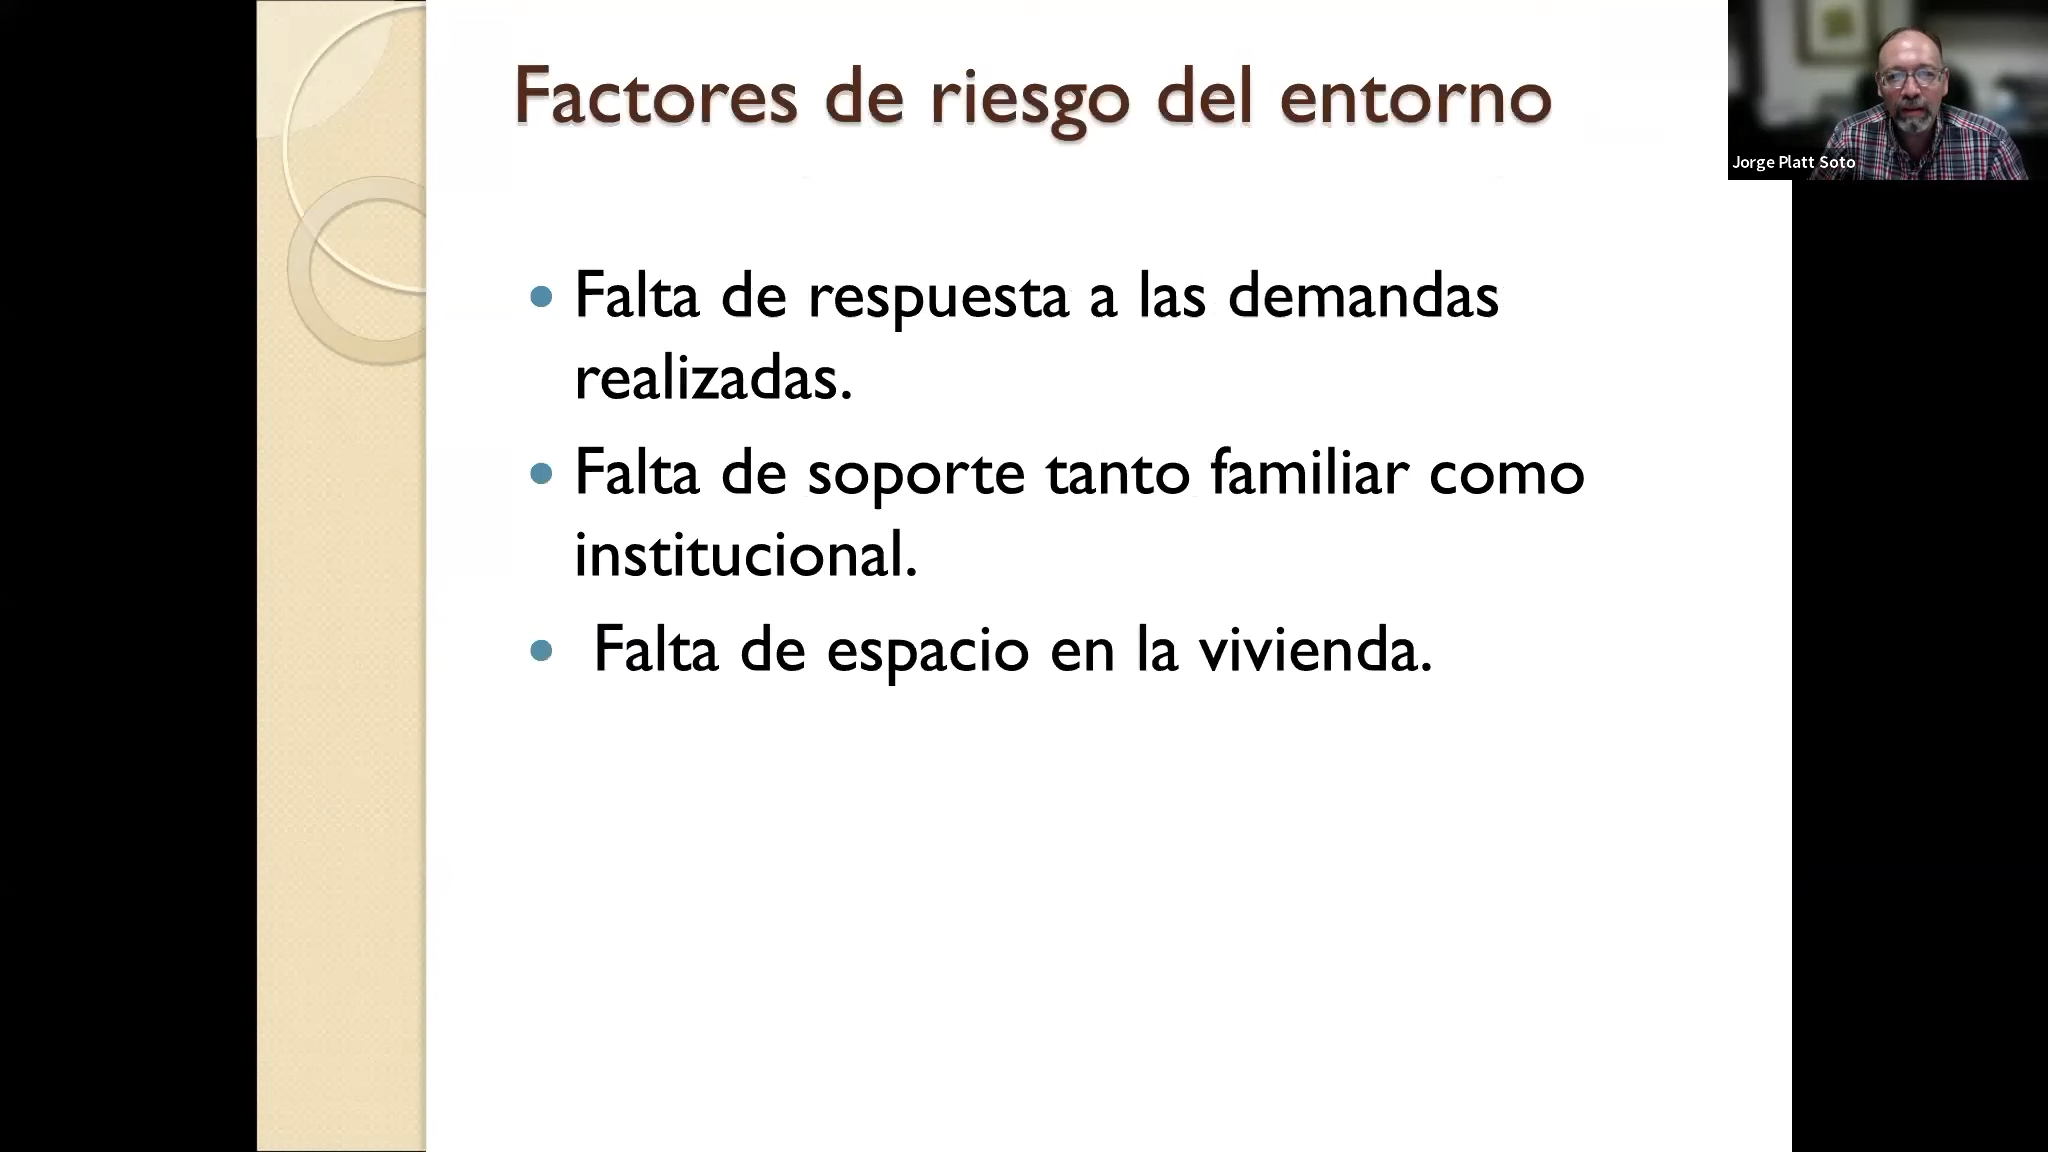 Factores de riesgo del entorno
Jorge Platt Soto
• Falta de respuesta a las demandas
realizadas.
• Falta de soporte tanto familiar como
institucional.
• Falta de espacio en la vivienda.